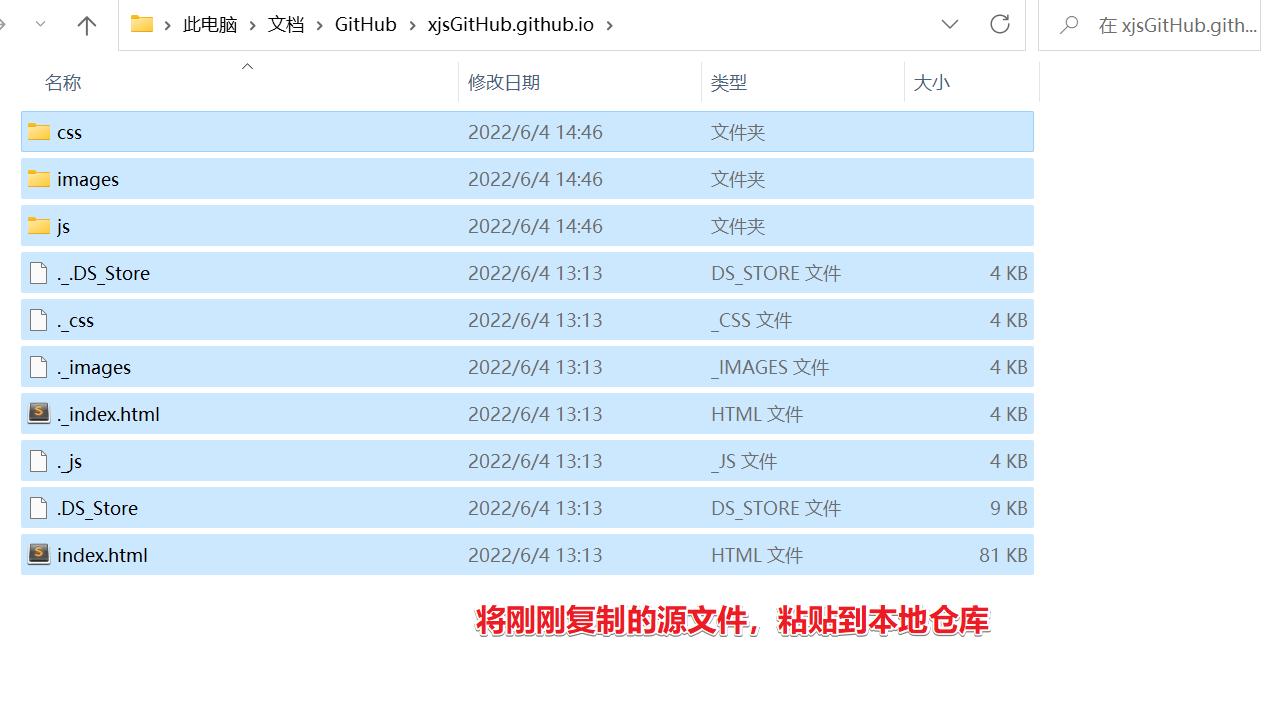 此电脑 › 文档 › GitHub › xjsGitHub.github.io ›
在 xjsGitHub.gith...
名称 修改日期 类型 大小
css 2022/6/4 14:46 文件夹
images 2022/6/4 14:46 文件夹
js 2022/6/4 14:46 文件夹
._.DS_Store 2022/6/4 13:13 DS_STORE 文件 4 KB
._css 2022/6/4 13:13 _CSS 文件 4 KB
._images 2022/6/4 13:13 _IMAGES 文件 4 KB
._index.html 2022/6/4 13:13 HTML 文件 4 KB
._js 2022/6/4 13:13 _JS 文件 4 KB
.DS_Store 2022/6/4 13:13 DS_STORE 文件 9 KB
index.html 2022/6/4 13:13 HTML 文件 81 KB
将刚刚复制的源文件，粘贴到本地仓库